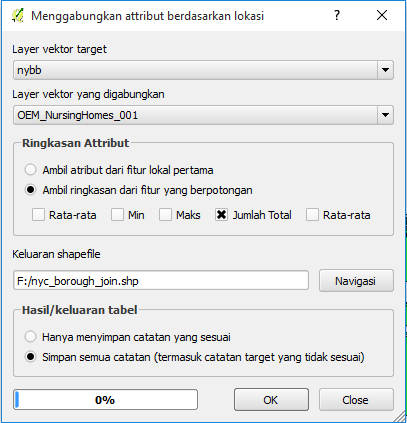 Menggabungkan attribut berdasarkan lokasi
Layer vektor target
nybb
Layer vektor yang digabungkan
OEM_NursingHomes_001
Ringkasan Attribut
Ambil atribut dari fitur lokal pertama
Ambil ringkasan dari fitur yang berpotongan
Rata-rata Min Maks Jumlah Total Rata-rata
Keluaran shapefile
F:/nyc_borough_join.shp Navigasi
Hasil/keluaran tabel
Hanya menyimpan catatan yang sesuai
Simpan semua catatan (termasuk catatan target yang tidak sesuai)
0% OK Close